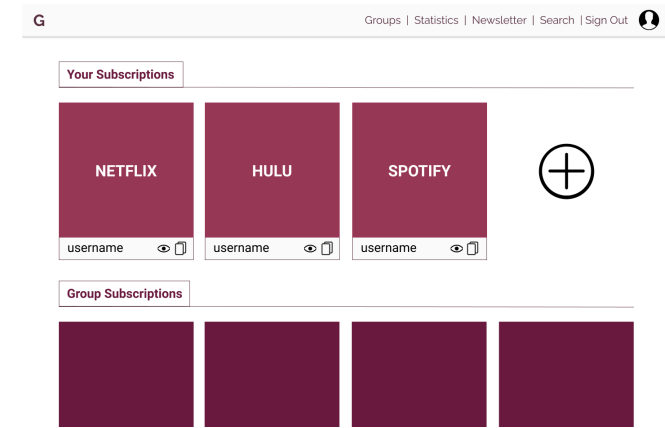 G
Groups | Statistics | Newsletter | Search | Sign Out
Your Subscriptions
NETFLIX
HULU
SPOTIFY
username
username
username
Group Subscriptions